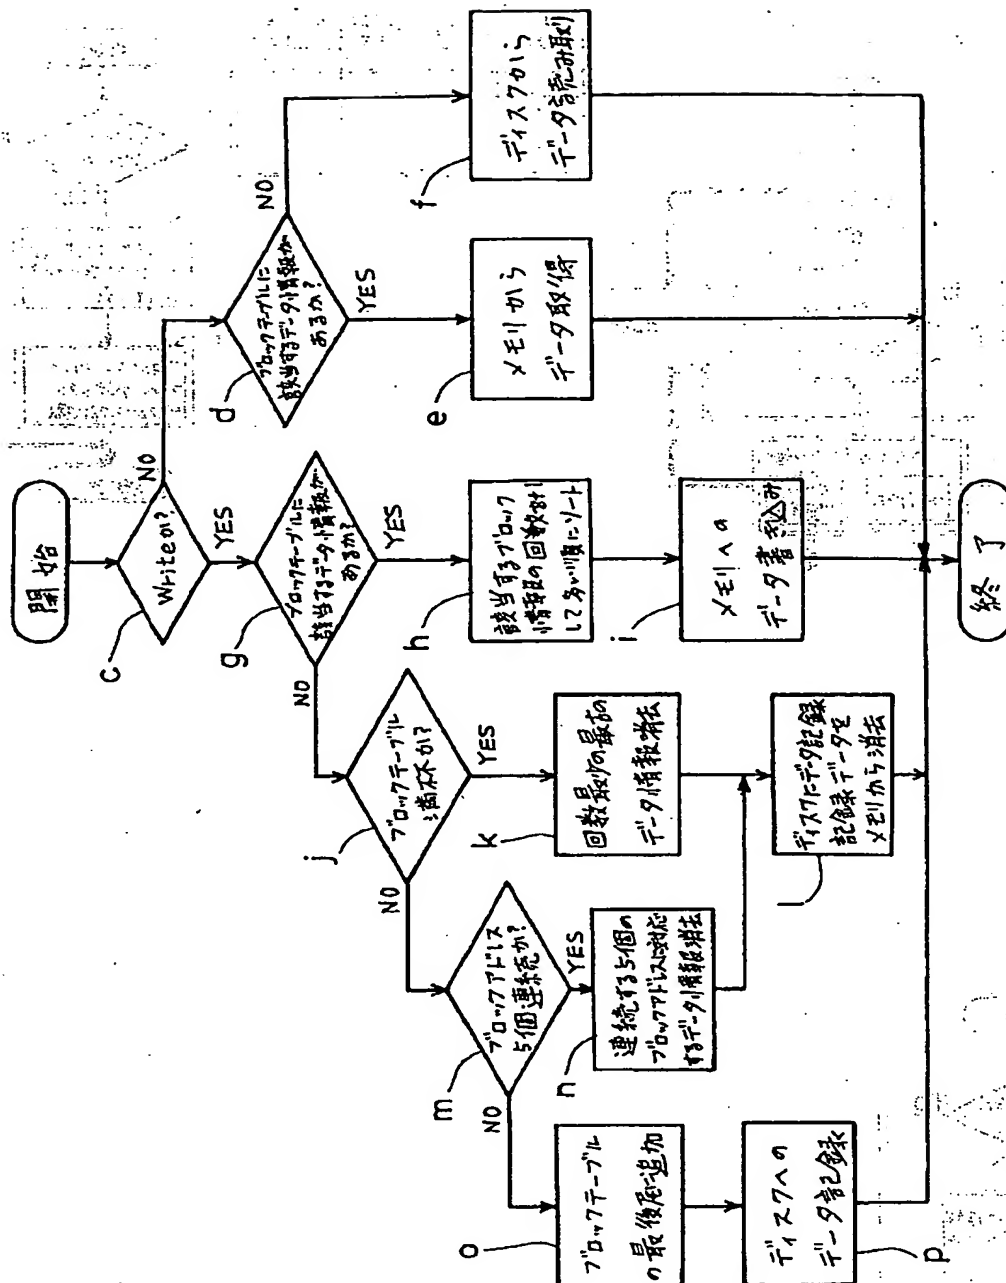 開始
c
Writeか?
NO
YES
d
ブロックテーブルに
該当するデータ情報が
あるか?
NO
YES
f
ディスクから
データ読み取り
e
メモリから
データ取得
g
ブロックテーブルに
該当するデータ情報が
あるか?
NO
YES
h
該当するブロック
情報の回数を+1
して多い順にソート
i
メモリへの
データ書き込み
j
ブロックテーブル
満杯か?
NO
YES
k
回数最少の最古の
データ情報消去
l
ディスクにデータ記録
記録データを
メモリから消去
m
ブロックアドレス
5個連続か?
NO
YES
n
連続する5個の
ブロックアドレスに対応
するデータ情報消去
o
ブロックテーブル
の最後尾に追加
p
ディスクへの
データ記録
終了